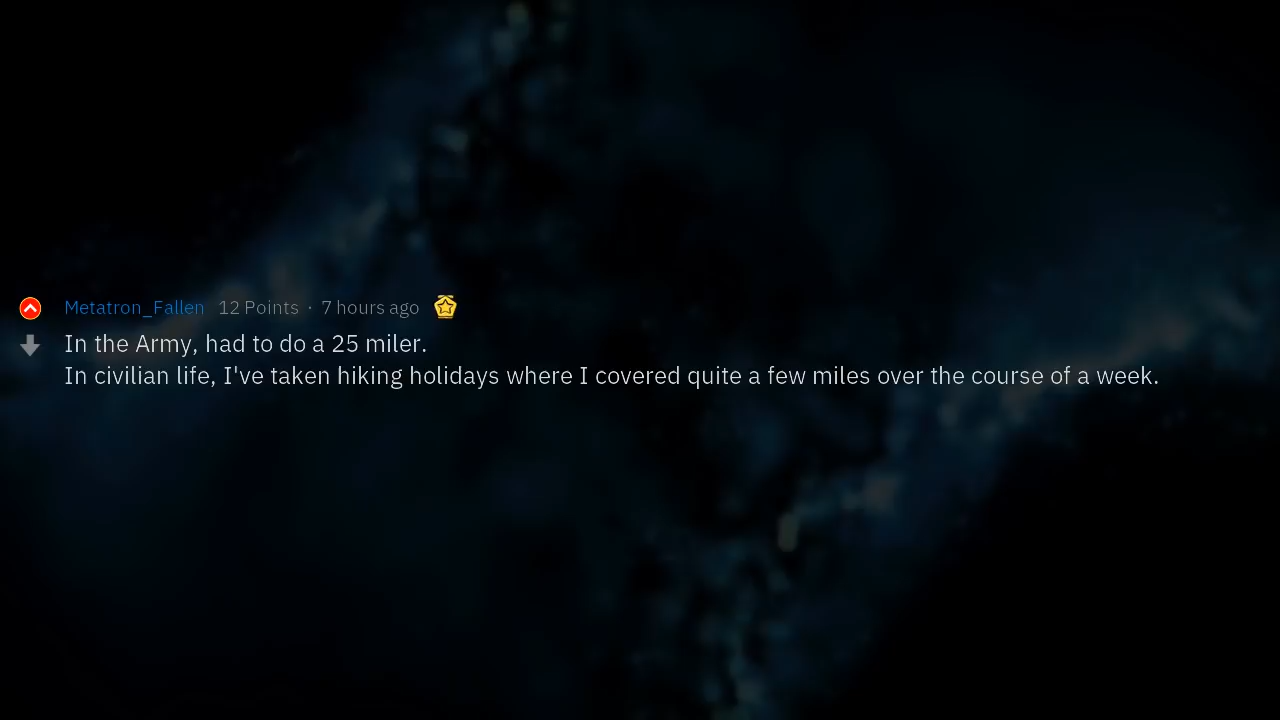 Metatron_Fallen 12 Points · 7 hours ago
In the Army, had to do a 25 miler.
In civilian life, I've taken hiking holidays where I covered quite a few miles over the course of a week.